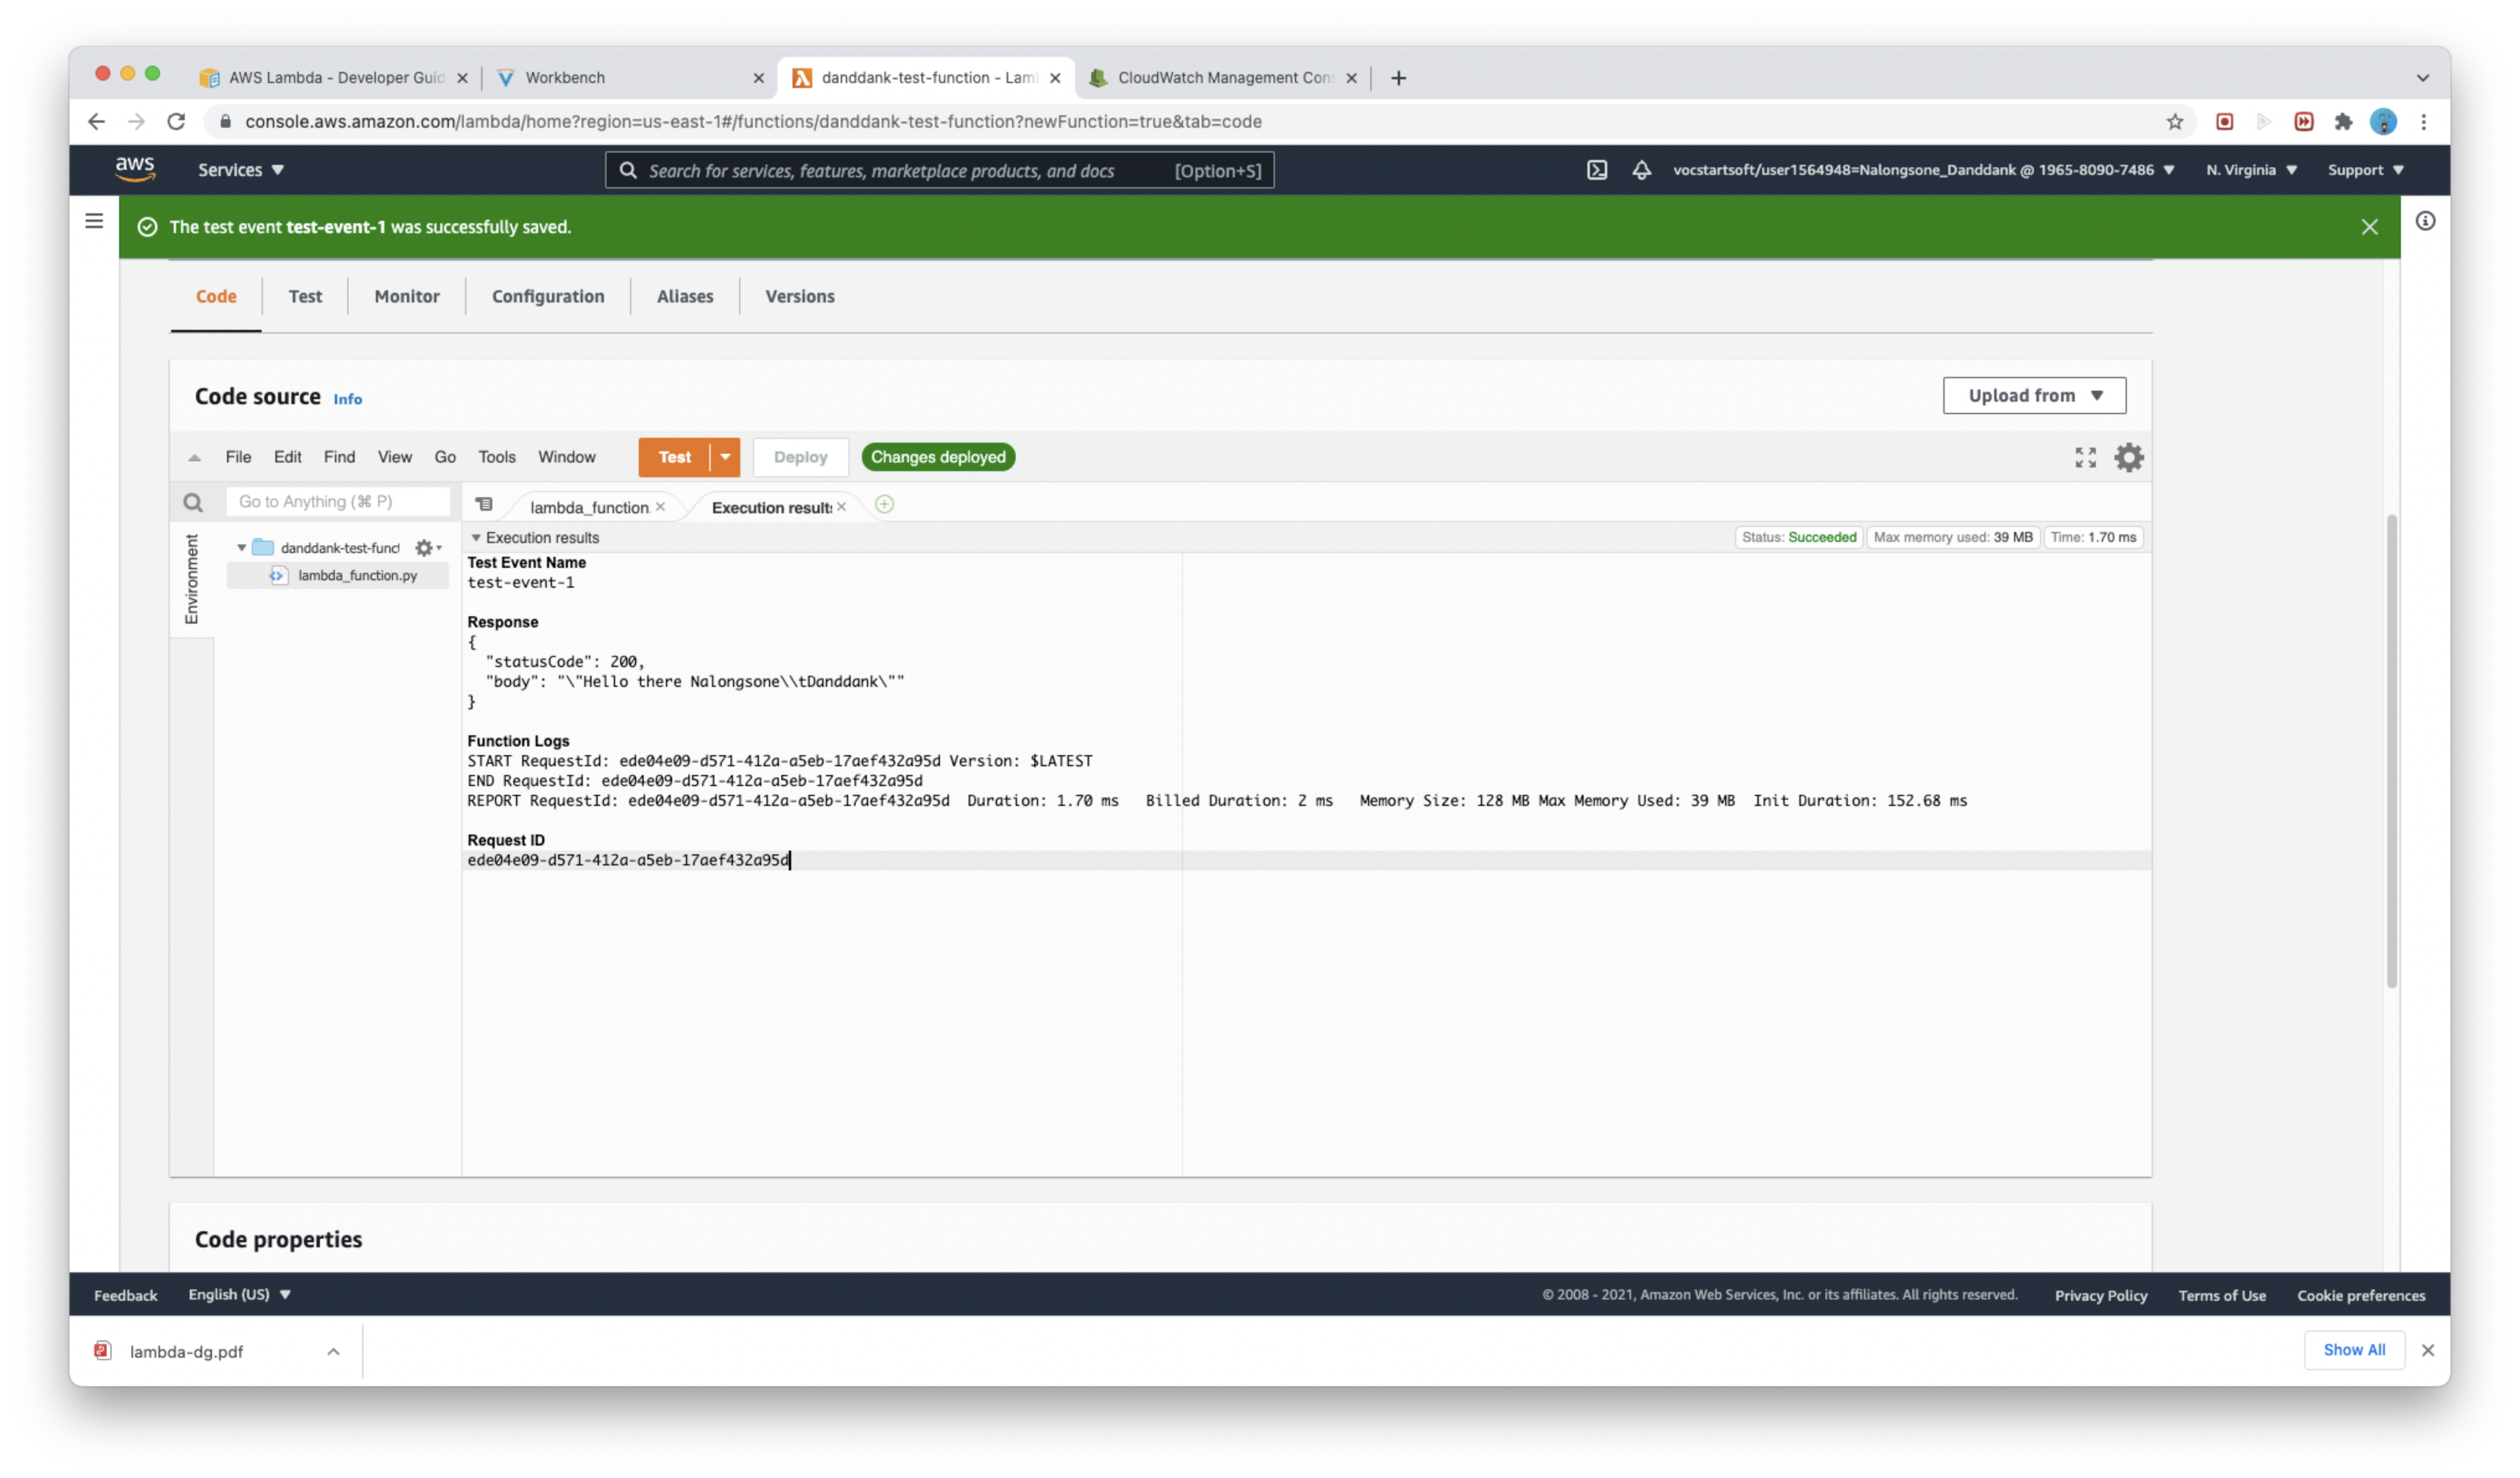 AWS Lambda - Developer Guid
Workbench
danddank-test-function - Lam
CloudWatch Management Con
console.aws.amazon.com/lambda/home?region=us-east-1#/functions/danddank-test-function?newFunction=true&tab=code
aws
Services
Search for services, features, marketplace products, and docs
[Option+S]
vocstartsoft/user1564948=Nalongsone_Danddank @ 1965-8090-7486
N. Virginia
Support
The test event test-event-1 was successfully saved.
Code
Test
Monitor
Configuration
Aliases
Versions
Code source Info
Upload from
File Edit Find View Go Tools Window
Test
Deploy
Changes deployed
Go to Anything (⌘ P)
lambda_function.
Execution results
Environment
danddank-test-funct
lambda_function.py
Execution results
Status: Succeeded
Max memory used: 39 MB
Time: 1.70 ms
Test Event Name
test-event-1
Response
{
"statusCode": 200,
"body": "\"Hello there Nalongsone\\tDanddank\""
}
Function Logs
START RequestId: ede04e09-d571-412a-a5eb-17aef432a95d Version: $LATEST
END RequestId: ede04e09-d571-412a-a5eb-17aef432a95d
REPORT RequestId: ede04e09-d571-412a-a5eb-17aef432a95d Duration: 1.70 ms Billed Duration: 2 ms Memory Size: 128 MB Max Memory Used: 39 MB Init Duration: 152.68 ms
Request ID
ede04e09-d571-412a-a5eb-17aef432a95d
Code properties
Feedback
English (US)
© 2008 - 2021, Amazon Web Services, Inc. or its affiliates. All rights reserved.
Privacy Policy
Terms of Use
Cookie preferences
lambda-dg.pdf
Show All